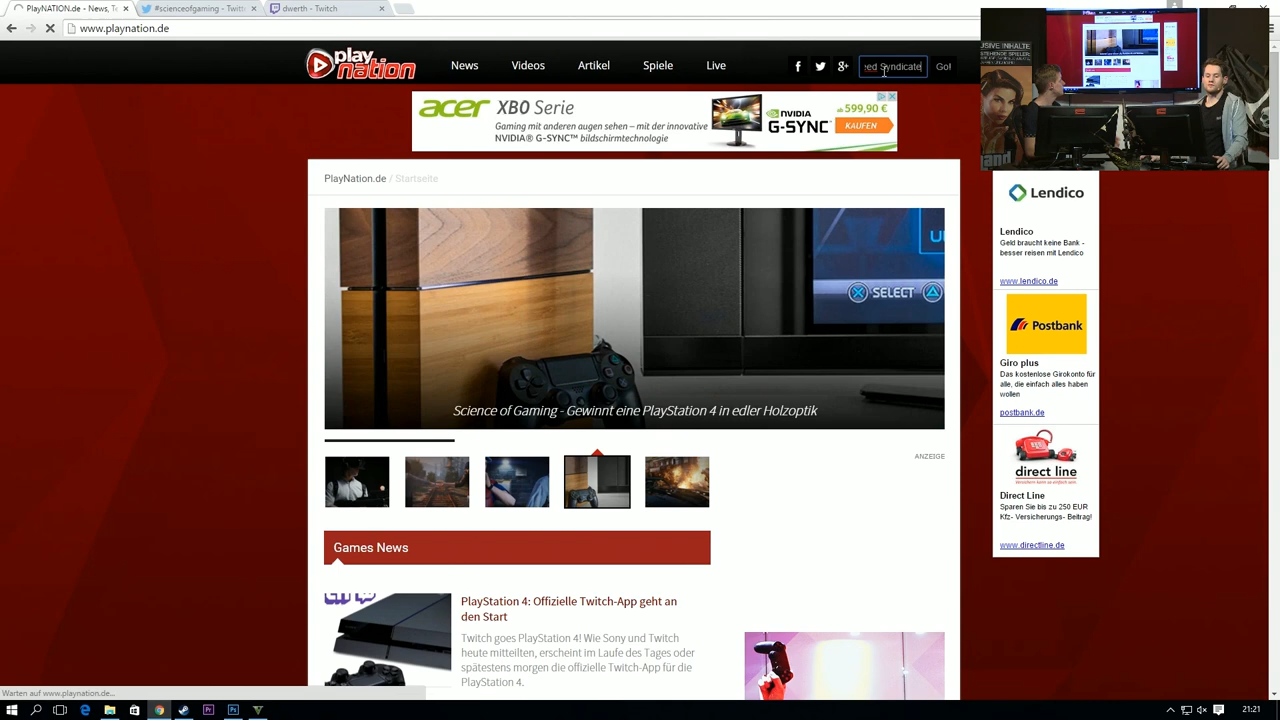 PlayNATION.de - News, Te
#scienceofgaming - Twitt
dwerth - Twitch
www.playnation.de
play nation
News
Videos
Artikel
Spiele
Live
ned Syndicate
Go!
acer XB0 Serie
Gaming mit anderen augen sehen – mit der innovative
NVIDIA® G-SYNC™ bildschirmtechnologie
NVIDIA
G-SYNC™
ab 599,90 €
KAUFEN
SIVE INHALTE
PlayNation.de / Startseite
SELECT
Science of Gaming - Gewinnt eine PlayStation 4 in edler Holzoptik
ANZEIGE
Games News
PlayStation 4: Offizielle Twitch-App geht an
den Start
Twitch goes PlayStation 4! Wie Sony und Twitch
heute mitteilten, erscheint im Laufe des Tages oder
spätestens morgen die offizielle Twitch-App für die
PlayStation 4.
Lendico
Lendico
Geld braucht keine Bank -
besser reisen mit Lendico
www.lendico.de
Postbank
Giro plus
Das kostenlose Girokonto für
alle, die einfach alles haben
wollen
postbank.de
direct line
Direct Line
Sparen Sie bis zu 250 EUR
Kfz- Versicherungs- Beitrag!
www.directline.de
Warten auf www.playnation.de...
21:21